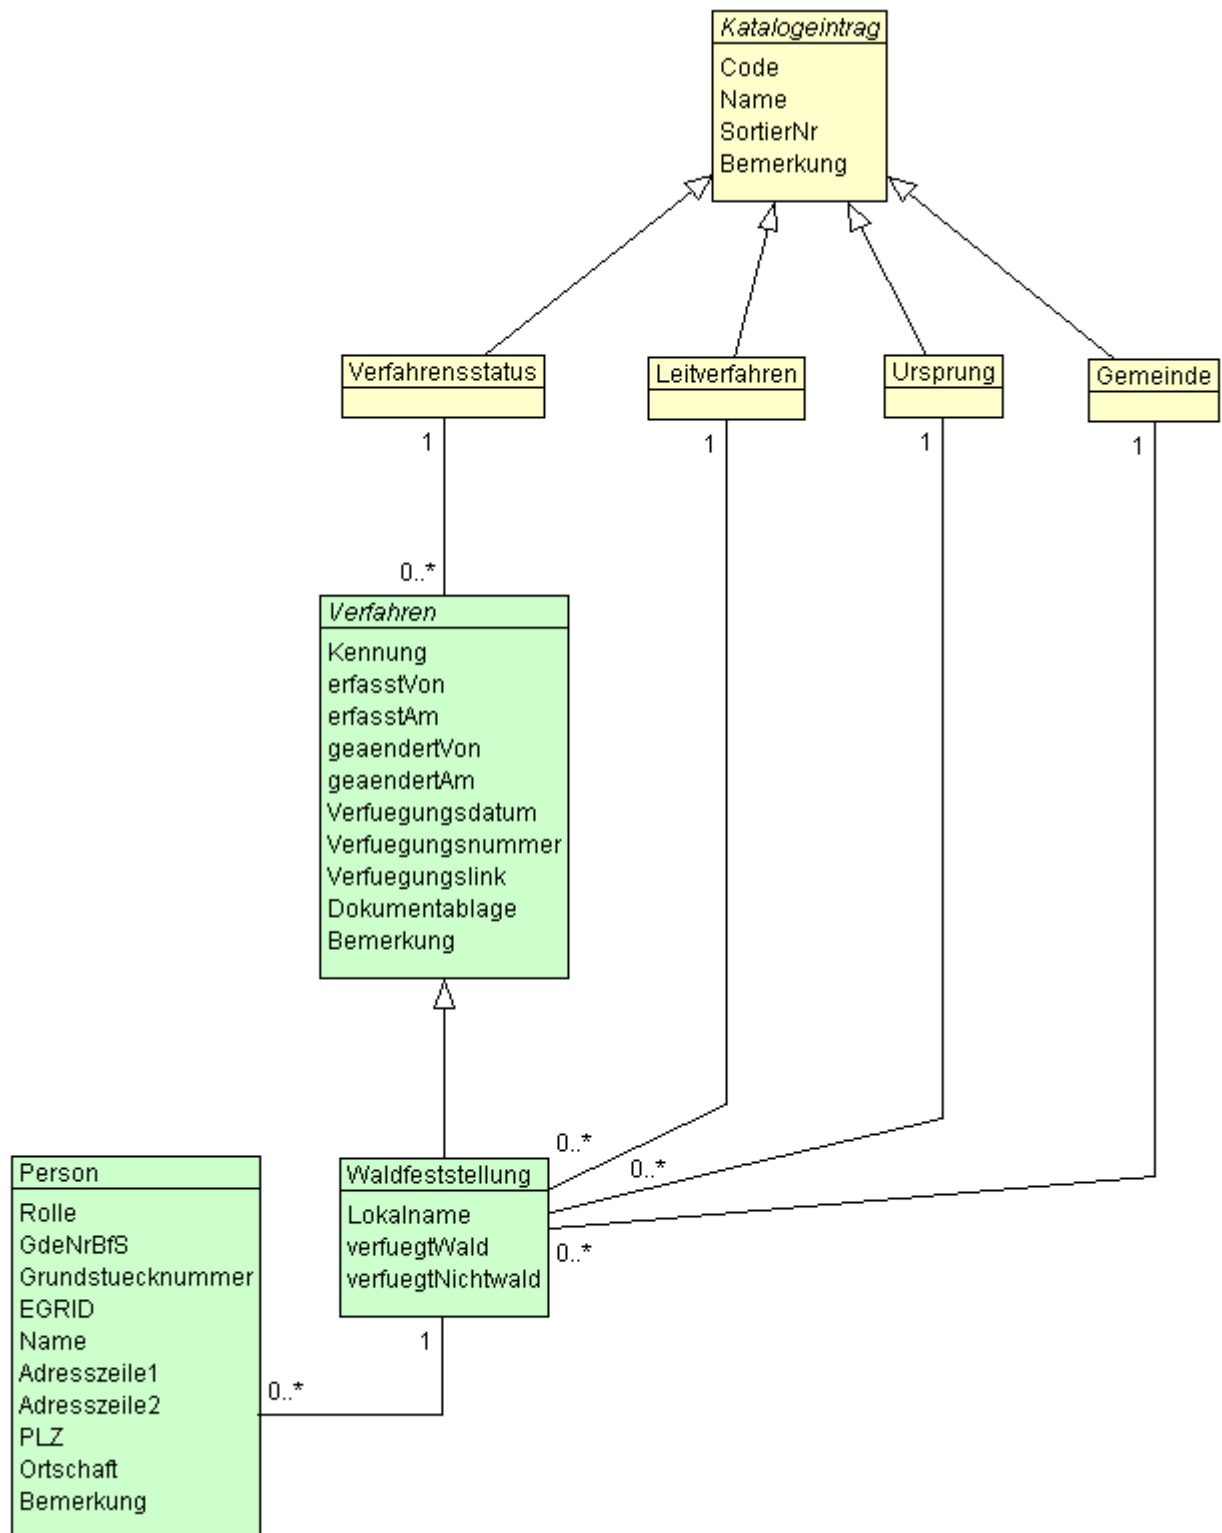 Katalogeintrag
Code
Name
SortierNr
Bemerkung
Verfahrensstatus
Leitverfahren
Ursprung
Gemeinde
1
1
1
1
0..*
Verfahren
Kennung
erfasstVon
erfasstAm
geaendertVon
geaendertAm
Verfuegungsdatum
Verfuegungsnummer
Verfuegungslink
Dokumentablage
Bemerkung
0..*
0..*
0..*
Waldfeststellung
Lokalname
verfuegtWald
verfuegtNichtwald
1
0..*
Person
Rolle
GdeNrBfS
Grundstuecknummer
EGRID
Name
Adresszeile1
Adresszeile2
PLZ
Ortschaft
Bemerkung